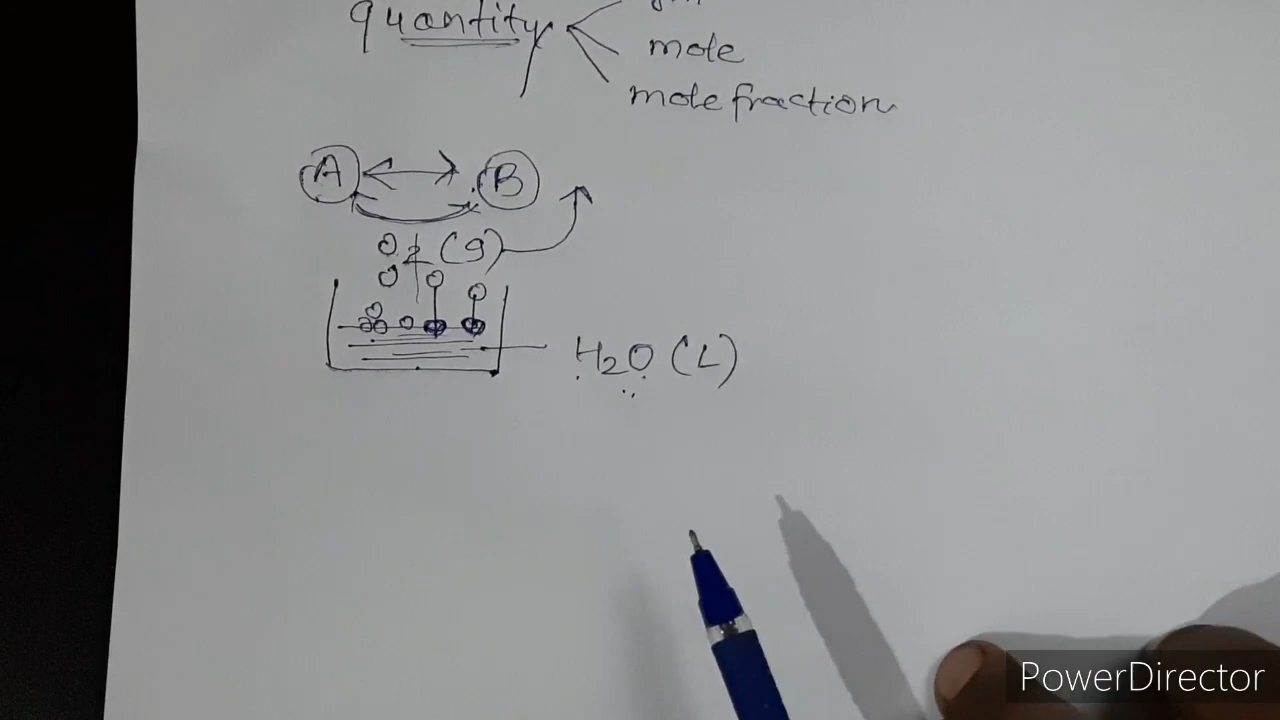 quantity
mole
mole fraction
A B
O2 (g)
H2O (L)
PowerDirector